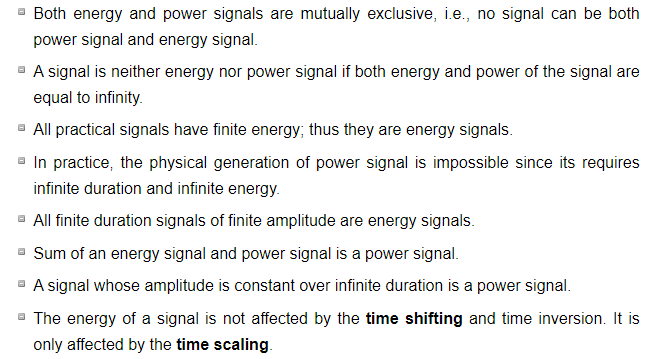 Both energy and power signals are mutually exclusive, i.e., no signal can be both
power signal and energy signal.
A signal is neither energy nor power signal if both energy and power of the signal are
equal to infinity.
All practical signals have finite energy; thus they are energy signals.
In practice, the physical generation of power signal is impossible since its requires
infinite duration and infinite energy.
All finite duration signals of finite amplitude are energy signals.
Sum of an energy signal and power signal is a power signal.
A signal whose amplitude is constant over infinite duration is a power signal.
The energy of a signal is not affected by the time shifting and time inversion. It is
only affected by the time scaling.